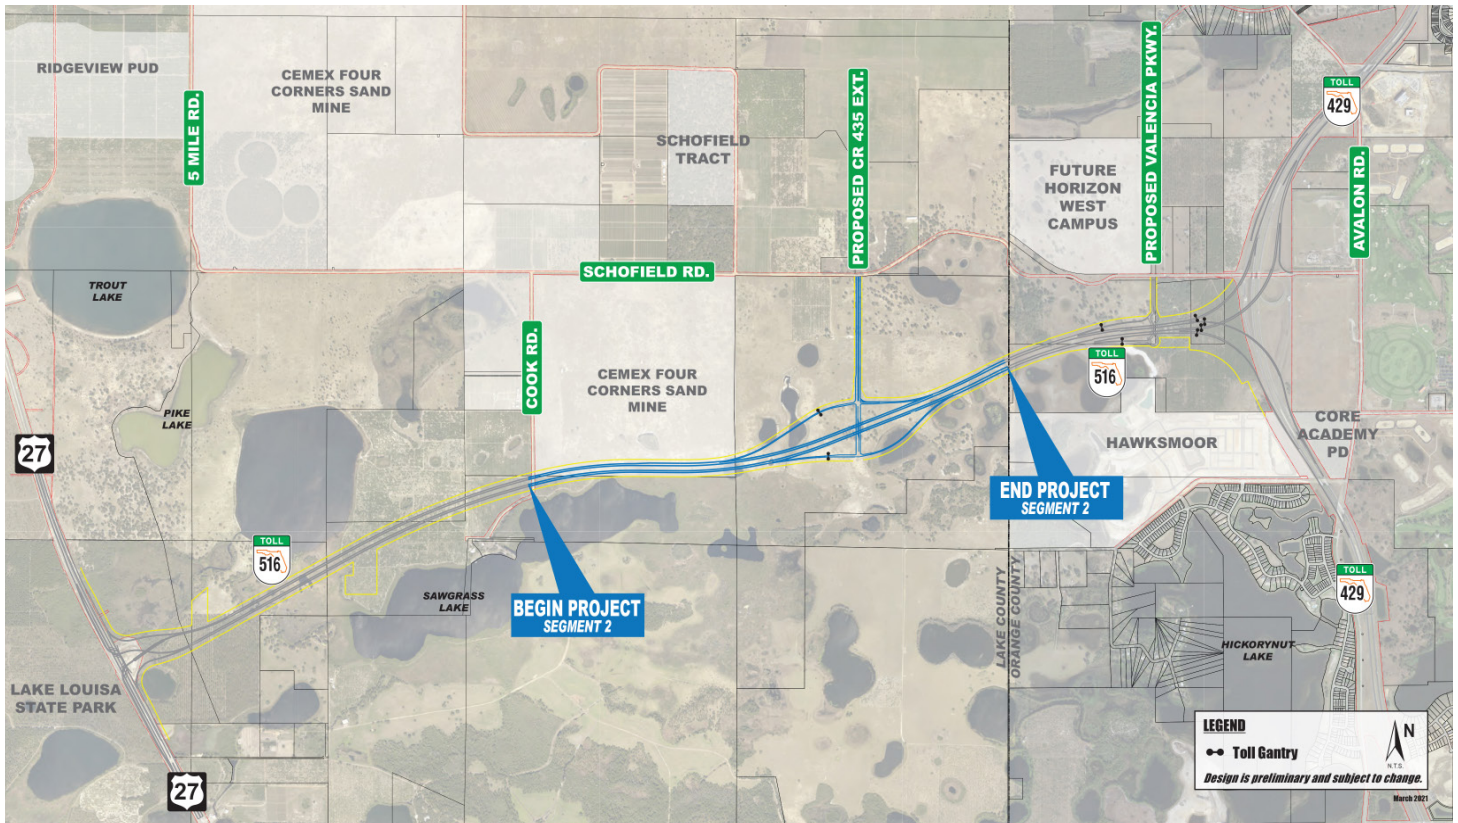 RIDGEVIEW PUD
5 MILE RD.
CEMEX FOUR
CORNERS SAND
MINE
SCHOFIELD
TRACT
PROPOSED CR 435 EXT.
FUTURE
HORIZON
WEST
CAMPUS
PROPOSED VALENCIA PKWY.
TOLL
429
AVALON RD.
SCHOFIELD RD.
TROUT
LAKE
COOK RD.
CEMEX FOUR
CORNERS SAND
MINE
TOLL
516
PIKE
LAKE
27
HAWKSMOOR
CORE
ACADEMY
PD
END PROJECT
SEGMENT 2
TOLL
516
SAWGRASS
LAKE
BEGIN PROJECT
SEGMENT 2
LAKE COUNTY
ORANGE COUNTY
TOLL
429
HICKORYNUT
LAKE
LAKE LOUISA
STATE PARK
27
LEGEND
Toll Gantry
N
N.T.S.
Design is preliminary and subject to change.
March 2021